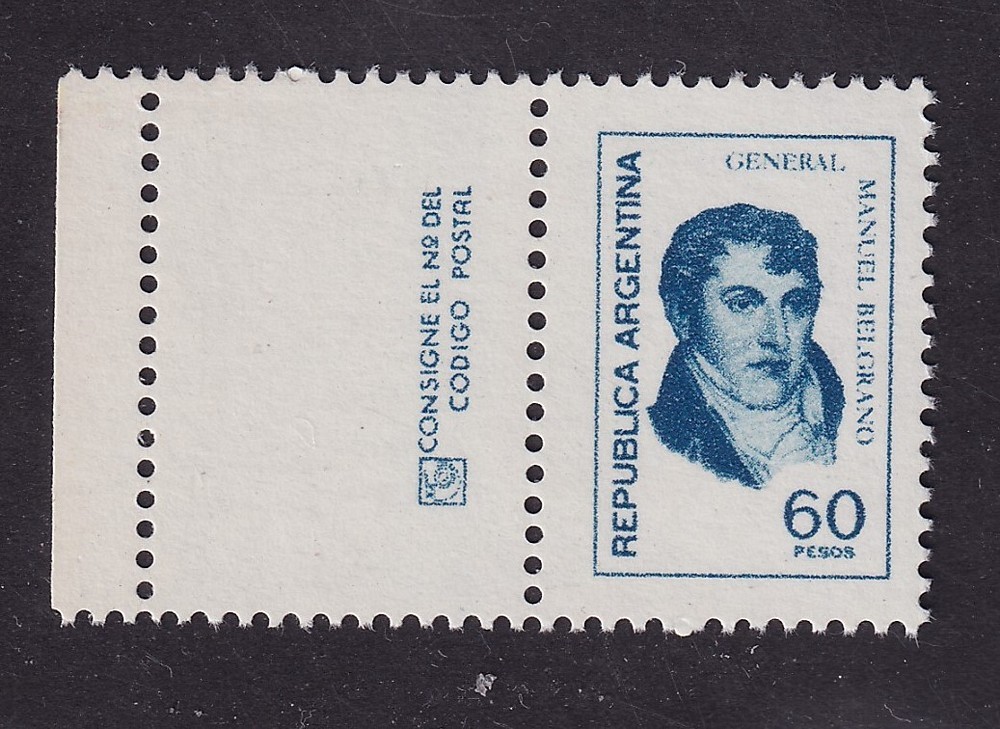 CONSIGNE EL Nº DEL
CODIGO POSTAL
REPUBLICA ARGENTINA
GENERAL
MANUEL BELGRANO
60
PESOS